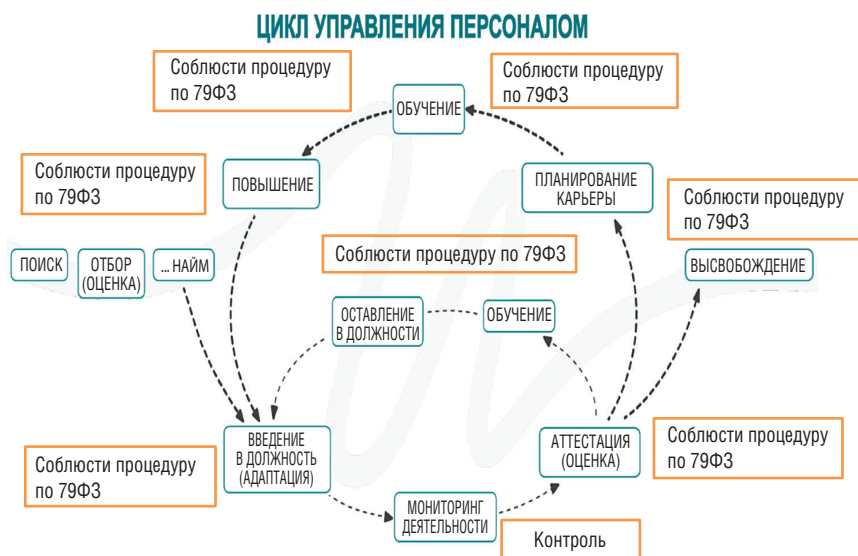 ЦИКЛ УПРАВЛЕНИЯ ПЕРСОНАЛОМ
Соблюсти процедуру
по 79ФЗ
Соблюсти процедуру
по 79ФЗ
ОБУЧЕНИЕ
Соблюсти процедуру
по 79ФЗ
ПОВЫШЕНИЕ
ПЛАНИРОВАНИЕ
КАРЬЕРЫ
Соблюсти процедуру
по 79ФЗ
ПОИСК
ОТБОР
(ОЦЕНКА)
... НАЙМ
Соблюсти процедуру по 79ФЗ
ВЫСВОБОЖДЕНИЕ
ОСТАВЛЕНИЕ
В ДОЛЖНОСТИ
ОБУЧЕНИЕ
Соблюсти процедуру
по 79ФЗ
ВВЕДЕНИЕ
В ДОЛЖНОСТЬ
(АДАПТАЦИЯ)
АТТЕСТАЦИЯ
(ОЦЕНКА)
Соблюсти процедуру
по 79ФЗ
МОНИТОРИНГ
ДЕЯТЕЛЬНОСТИ
Контроль